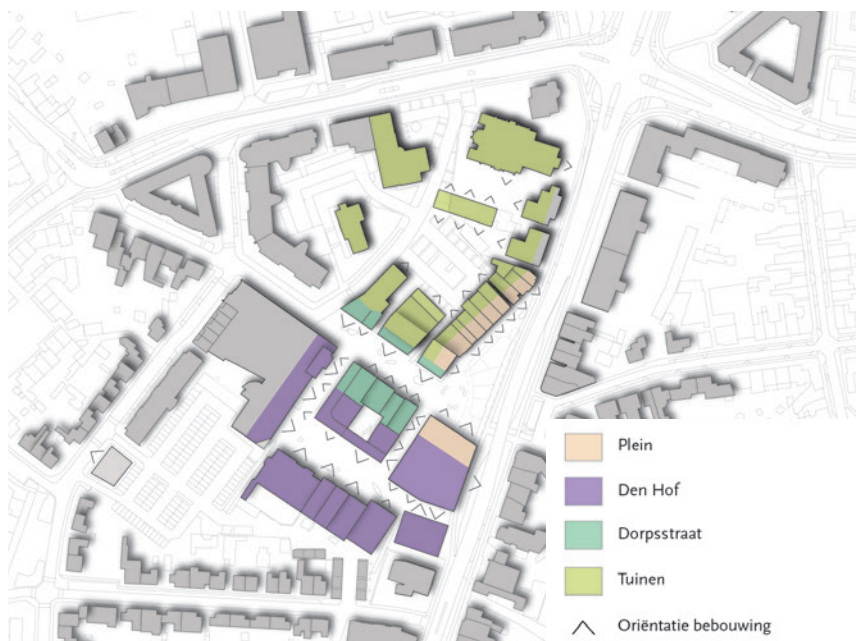 Plein
Den Hof
Dorpsstraat
Tuinen
Oriëntatie bebouwing